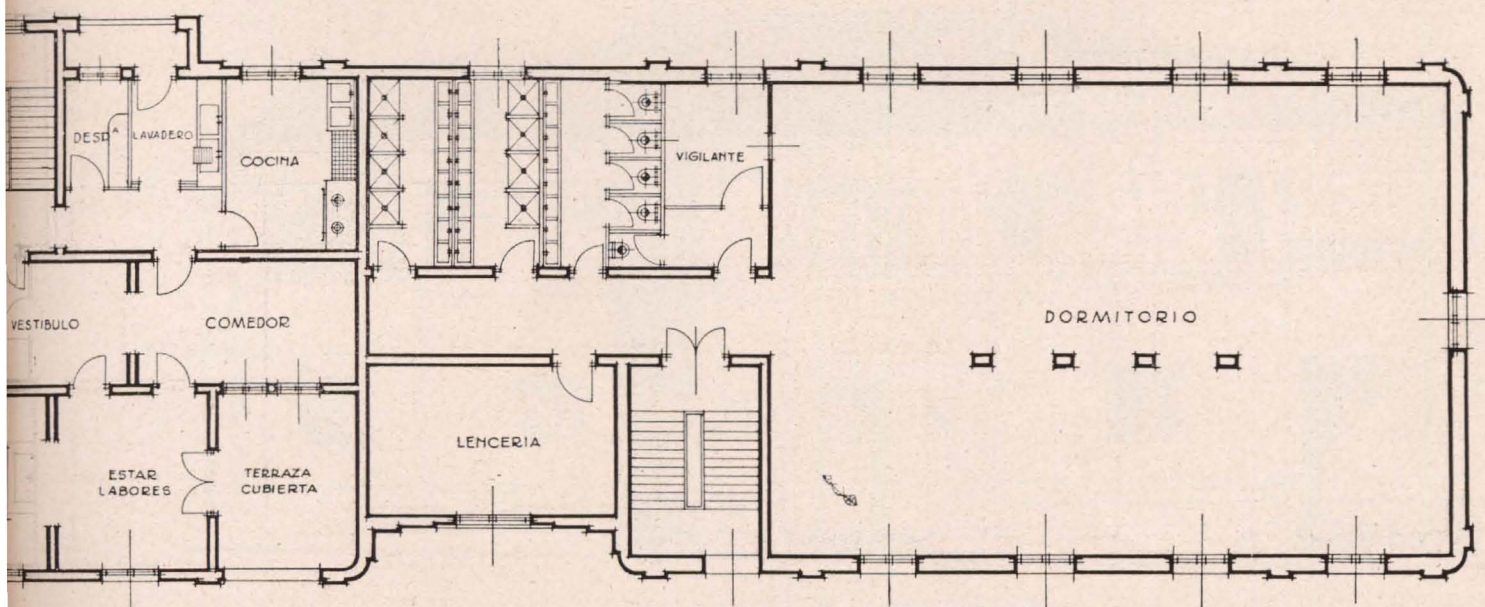 DESPᴬ
LAVADERO
COCINA
VIGILANTE
VESTIBULO
COMEDOR
DORMITORIO
LENCERIA
ESTAR
LABORES
TERRAZA
CUBIERTA